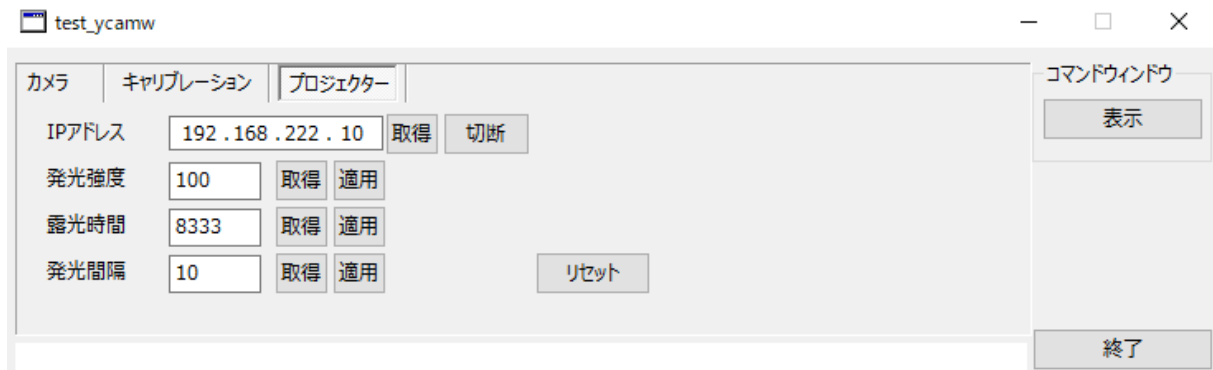 test_ycamw
カメラ キャリブレーション プロジェクター
コマンドウィンドウ
表示
IPアドレス 192 . 168 . 222 . 10 取得 切断
発光強度 100 取得 適用
露光時間 8333 取得 適用
発光間隔 10 取得 適用 リセット
終了